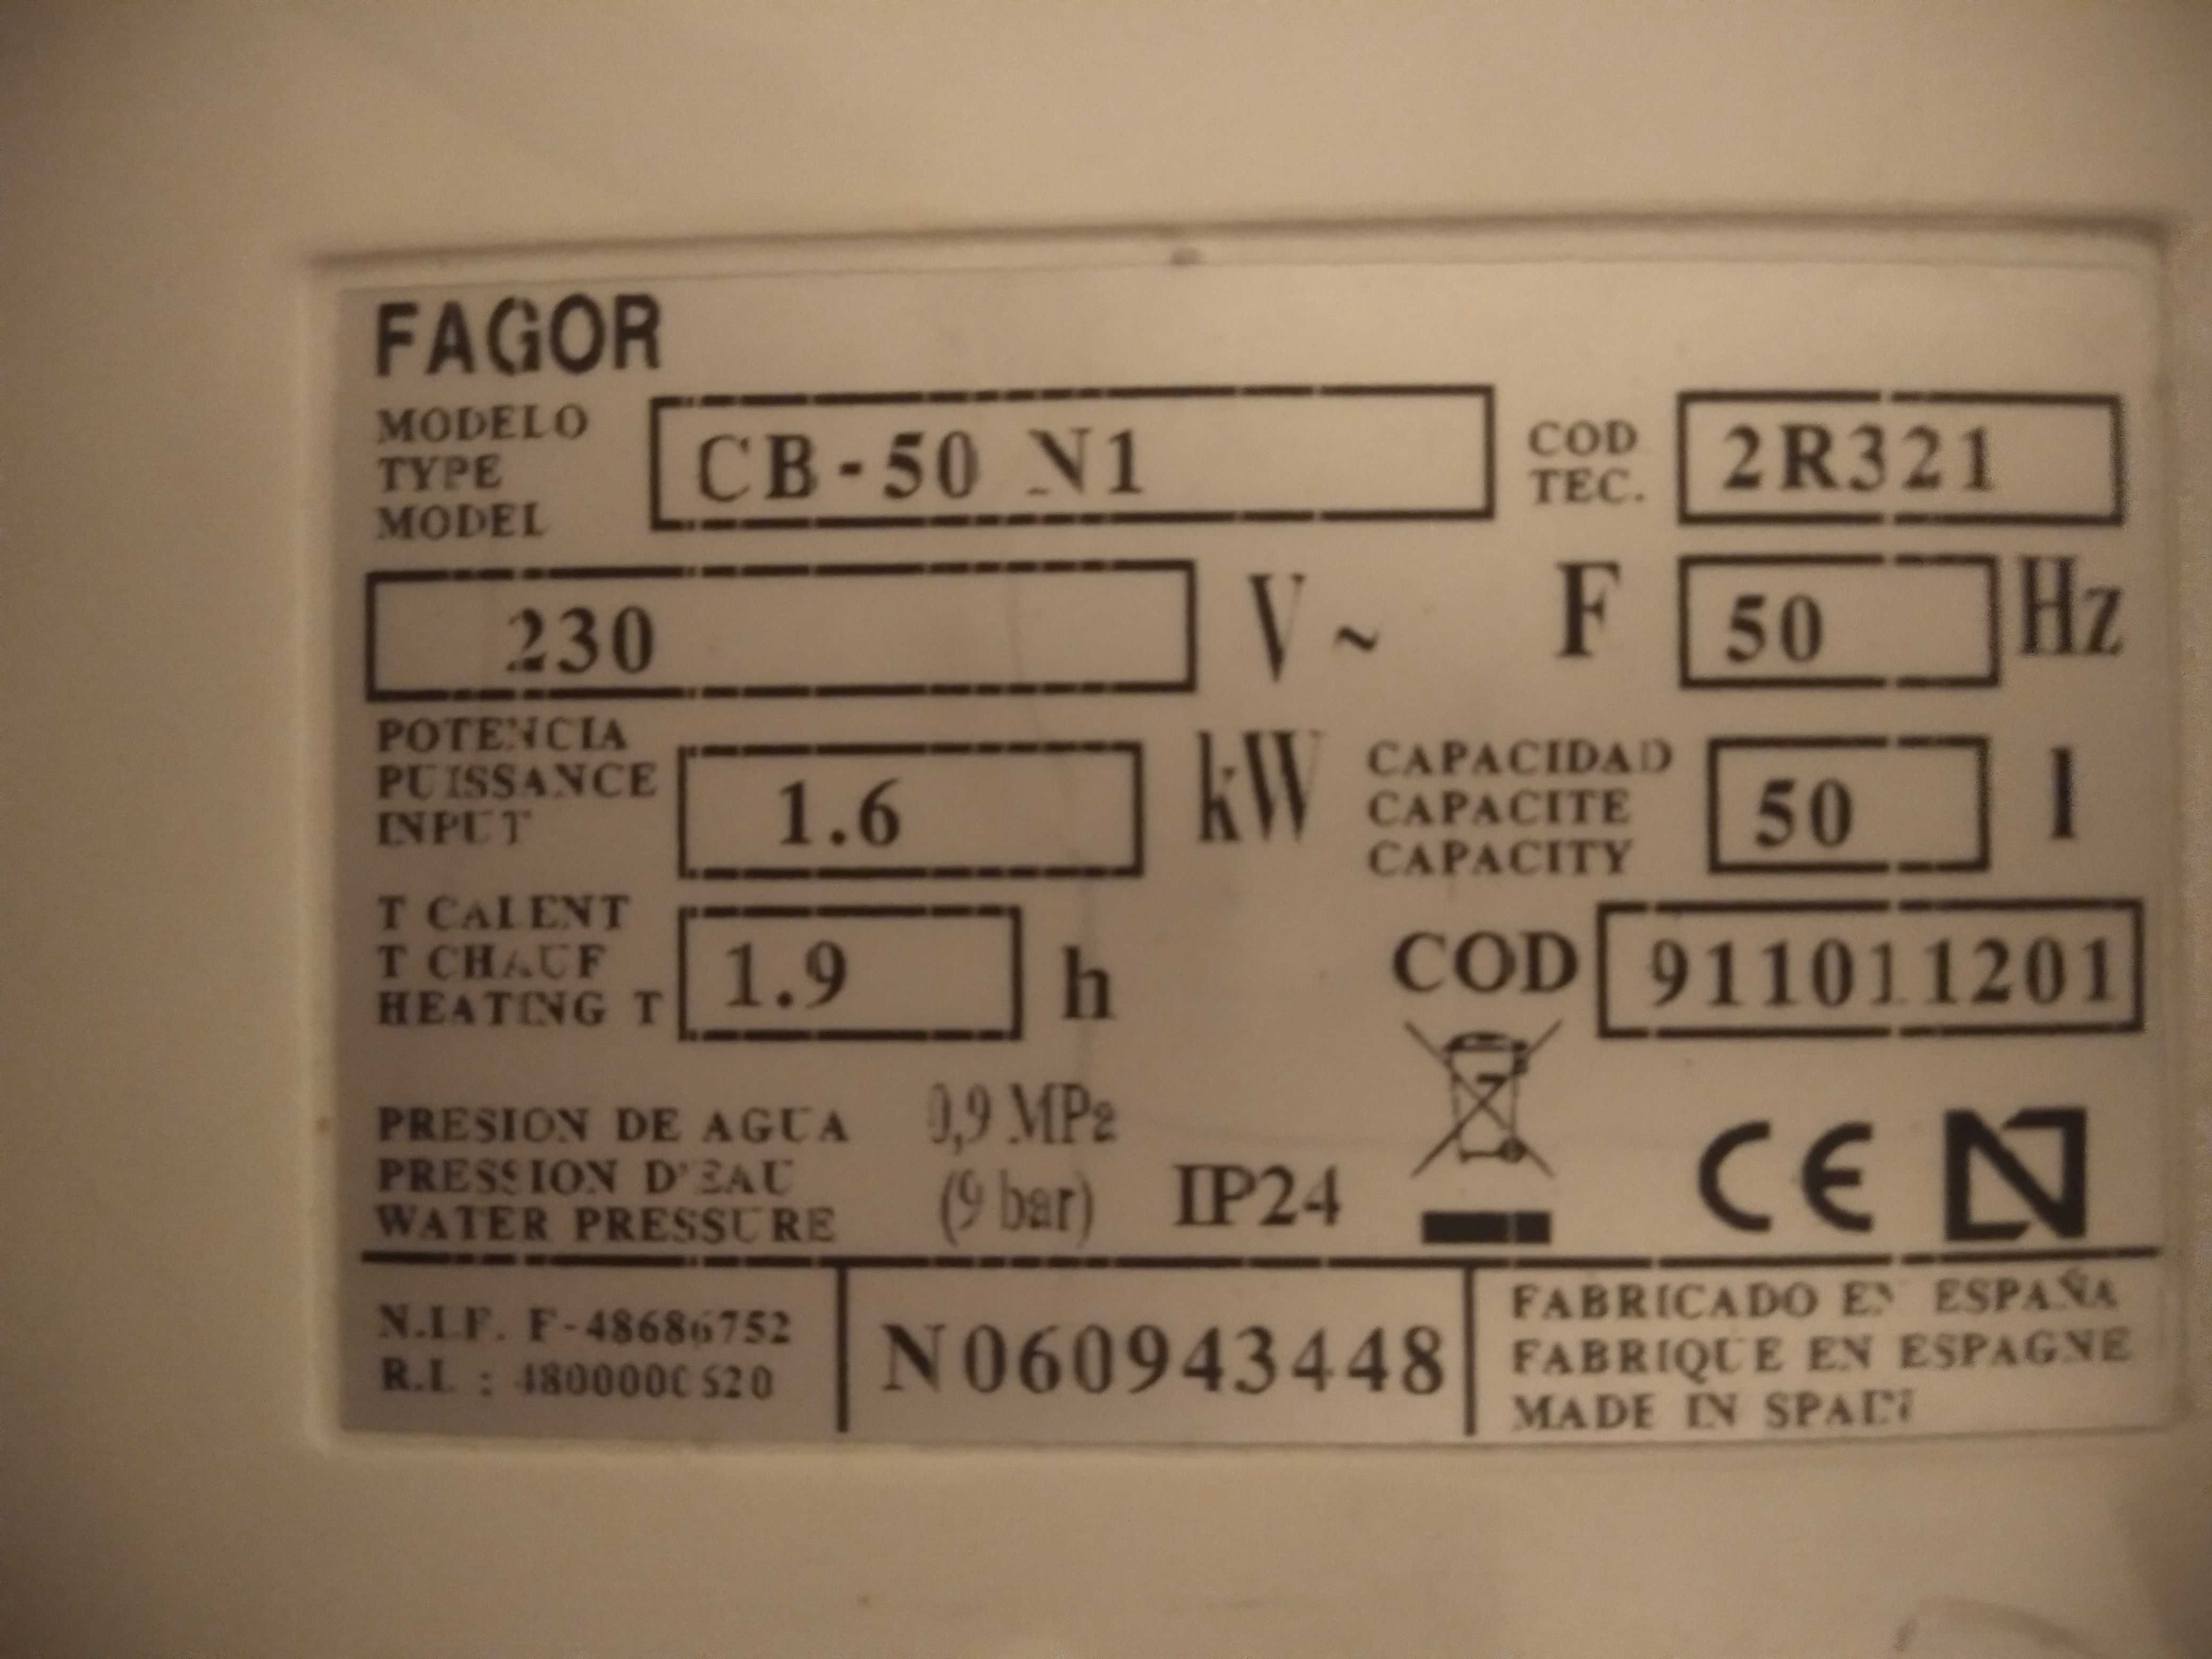 FAGOR
MODELO
TYPE
MODEL
CB-50 N1
COD
TEC.
2R321
230 V ~
F 50 Hz
POTENCIA
PUISSANCE
INPUT
1.6 kW
CAPACIDAD
CAPACITE
CAPACITY
50 l
T CALENT
T CHAUF
HEATING T
1.9 h
COD 911011201
PRESION DE AGUA
PRESSION D'EAU
WATER PRESSURE
0,9 MPa
(9 bar)
IP24
CE N
N.I.F. F-48686752
R.I. :
N060943448
FABRICADO EN ESPAÑA
FABRIQUE EN ESPAGNE
MADE IN SPAIN